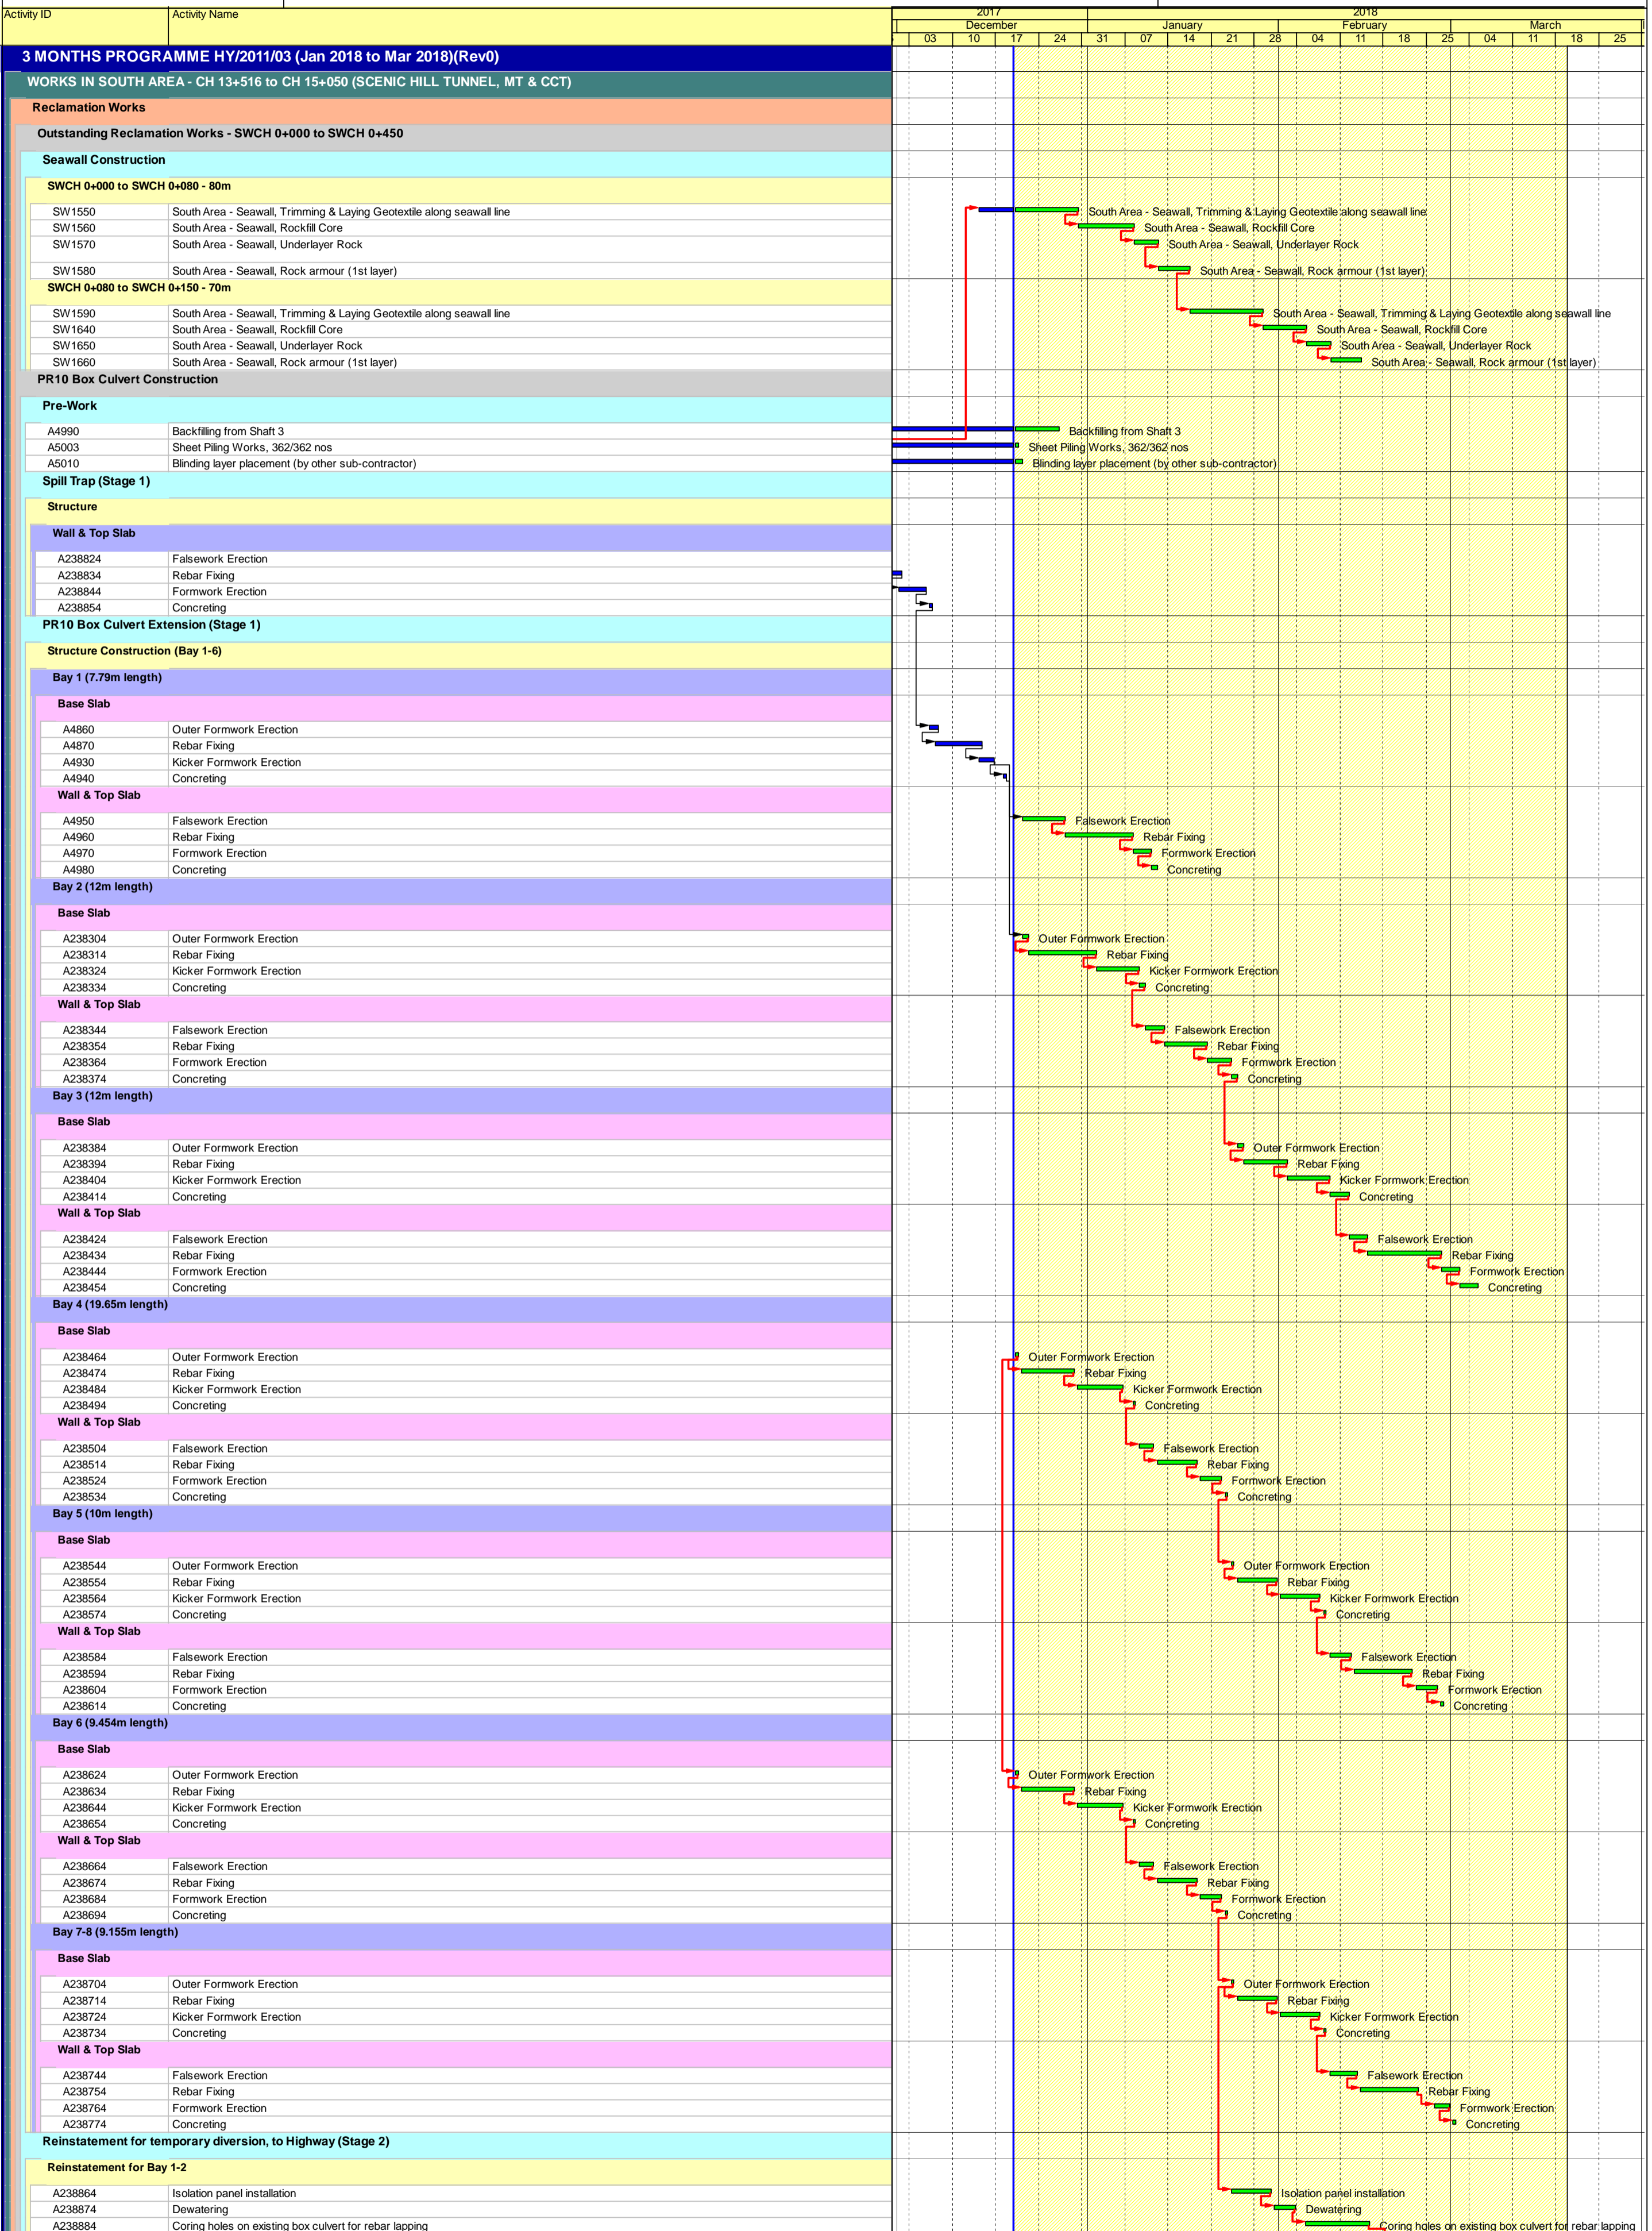 Activity ID Activity Name 2017 2018
December January February March
03 10 17 24 31 07 14 21 28 04 11 18 25 04 11 18 25
3 MONTHS PROGRAMME HY/2011/03 (Jan 2018 to Mar 2018)(Rev0)
WORKS IN SOUTH AREA - CH 13+516 to CH 15+050 (SCENIC HILL TUNNEL, MT & CCT)
Reclamation Works
Outstanding Reclamation Works - SWCH 0+000 to SWCH 0+450
Seawall Construction
SWCH 0+000 to SWCH 0+080 - 80m
SW1550 South Area - Seawall, Trimming & Laying Geotextile along seawall line South Area - Seawall, Trimming & Laying Geotextile along seawall line
SW1560 South Area - Seawall, Rockfill Core South Area - Seawall, Rockfill Core
SW1570 South Area - Seawall, Underlayer Rock South Area - Seawall, Underlayer Rock
SW1580 South Area - Seawall, Rock armour (1st layer) South Area - Seawall, Rock armour (1st layer)
SWCH 0+080 to SWCH 0+150 - 70m
SW1590 South Area - Seawall, Trimming & Laying Geotextile along seawall line South Area - Seawall, Trimming & Laying Geotextile along seawall line
SW1640 South Area - Seawall, Rockfill Core South Area - Seawall, Rockfill Core
SW1650 South Area - Seawall, Underlayer Rock South Area - Seawall, Underlayer Rock
SW1660 South Area - Seawall, Rock armour (1st layer) South Area - Seawall, Rock armour (1st layer)
PR10 Box Culvert Construction
Pre-Work
A4990 Backfilling from Shaft 3 Backfilling from Shaft 3
A5003 Sheet Piling Works, 362/362 nos Sheet Piling Works, 362/362 nos
A5010 Blinding layer placement (by other sub-contractor) Blinding layer placement (by other sub-contractor)
Spill Trap (Stage 1)
Structure
Wall & Top Slab
A238824 Falsework Erection
A238834 Rebar Fixing
A238844 Formwork Erection
A238854 Concreting
PR10 Box Culvert Extension (Stage 1)
Structure Construction (Bay 1-6)
Bay 1 (7.79m length)
Base Slab
A4860 Outer Formwork Erection
A4870 Rebar Fixing
A4930 Kicker Formwork Erection
A4940 Concreting
Wall & Top Slab
A4950 Falsework Erection Falsework Erection
A4960 Rebar Fixing Rebar Fixing
A4970 Formwork Erection Formwork Erection
A4980 Concreting Concreting
Bay 2 (12m length)
Base Slab
A238304 Outer Formwork Erection Outer Formwork Erection
A238314 Rebar Fixing Rebar Fixing
A238324 Kicker Formwork Erection Kicker Formwork Erection
A238334 Concreting Concreting
Wall & Top Slab
A238344 Falsework Erection Falsework Erection
A238354 Rebar Fixing Rebar Fixing
A238364 Formwork Erection Formwork Erection
A238374 Concreting Concreting
Bay 3 (12m length)
Base Slab
A238384 Outer Formwork Erection Outer Formwork Erection
A238394 Rebar Fixing Rebar Fixing
A238404 Kicker Formwork Erection Kicker Formwork Erection
A238414 Concreting Concreting
Wall & Top Slab
A238424 Falsework Erection Falsework Erection
A238434 Rebar Fixing Rebar Fixing
A238444 Formwork Erection Formwork Erection
A238454 Concreting Concreting
Bay 4 (19.65m length)
Base Slab
A238464 Outer Formwork Erection Outer Formwork Erection
A238474 Rebar Fixing Rebar Fixing
A238484 Kicker Formwork Erection Kicker Formwork Erection
A238494 Concreting Concreting
Wall & Top Slab
A238504 Falsework Erection Falsework Erection
A238514 Rebar Fixing Rebar Fixing
A238524 Formwork Erection Formwork Erection
A238534 Concreting Concreting
Bay 5 (10m length)
Base Slab
A238544 Outer Formwork Erection Outer Formwork Erection
A238554 Rebar Fixing Rebar Fixing
A238564 Kicker Formwork Erection Kicker Formwork Erection
A238574 Concreting Concreting
Wall & Top Slab
A238584 Falsework Erection Falsework Erection
A238594 Rebar Fixing Rebar Fixing
A238604 Formwork Erection Formwork Erection
A238614 Concreting Concreting
Bay 6 (9.454m length)
Base Slab
A238624 Outer Formwork Erection Outer Formwork Erection
A238634 Rebar Fixing Rebar Fixing
A238644 Kicker Formwork Erection Kicker Formwork Erection
A238654 Concreting Concreting
Wall & Top Slab
A238664 Falsework Erection Falsework Erection
A238674 Rebar Fixing Rebar Fixing
A238684 Formwork Erection Formwork Erection
A238694 Concreting Concreting
Bay 7-8 (9.155m length)
Base Slab
A238704 Outer Formwork Erection Outer Formwork Erection
A238714 Rebar Fixing Rebar Fixing
A238724 Kicker Formwork Erection Kicker Formwork Erection
A238734 Concreting Concreting
Wall & Top Slab
A238744 Falsework Erection Falsework Erection
A238754 Rebar Fixing Rebar Fixing
A238764 Formwork Erection Formwork Erection
A238774 Concreting Concreting
Reinstatement for temporary diversion, to Highway (Stage 2)
Reinstatement for Bay 1-2
A238864 Isolation panel installation Isolation panel installation
A238874 Dewatering Dewatering
A238884 Coring holes on existing box culvert for rebar lapping Coring holes on existing box culvert for rebar lapping